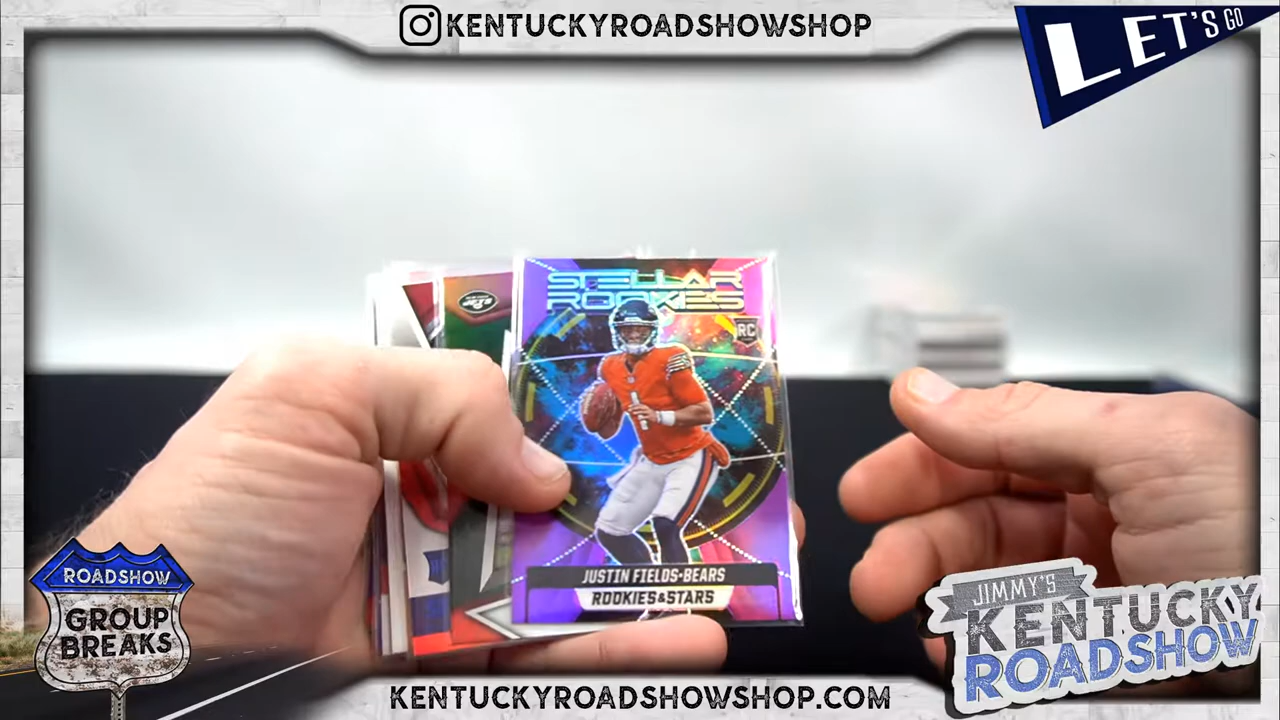 KENTUCKYROADSHOWSHOP
LET'S GO
STELLAR
ROOKIES
RC
JUSTIN FIELDS•BEARS
ROOKIES&STARS
ROADSHOW
GROUP
BREAKS
JIMMY'S
KENTUCKY
ROADSHOW
KENTUCKYROADSHOWSHOP.COM